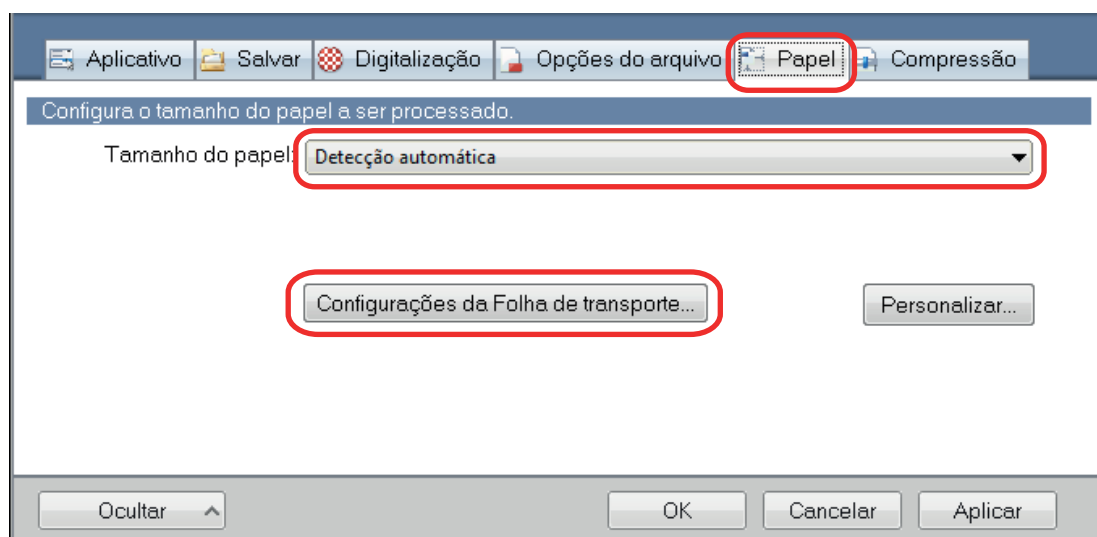 Aplicativo Salvar Digitalização Opções do arquivo Papel Compressão
Configura o tamanho do papel a ser processado.
Tamanho do papel: Detecção automática
Configurações da Folha de transporte... Personalizar...
Ocultar OK Cancelar Aplicar